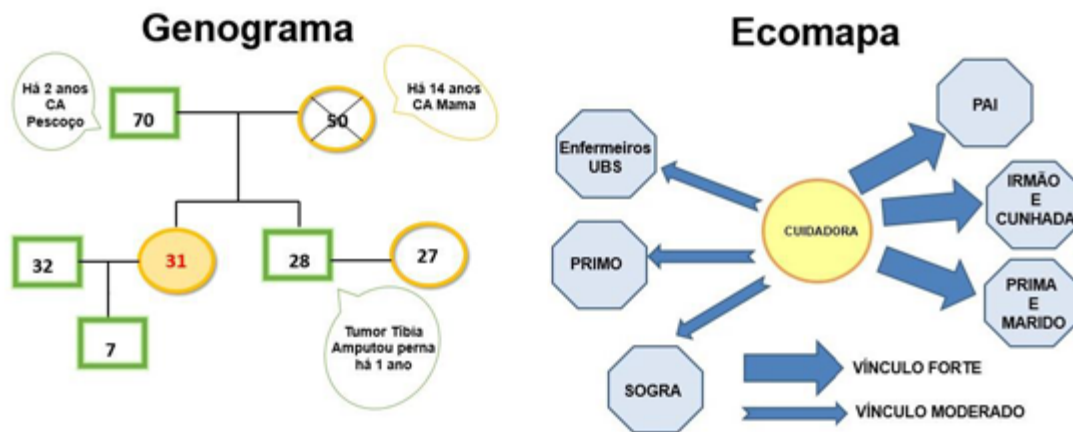 Genograma
Há 2 anos
CA
Pescoço
70
50
Há 14 anos
CA Mama
32
31
28
27
7
Tumor Tíbia
Amputou perna
há 1 ano
Ecomapa
PAI
Enfermeiros
UBS
IRMÃO
E
CUNHADA
CUIDADORA
PRIMO
PRIMA
E
MARIDO
SOGRA
VÍNCULO FORTE
VÍNCULO MODERADO